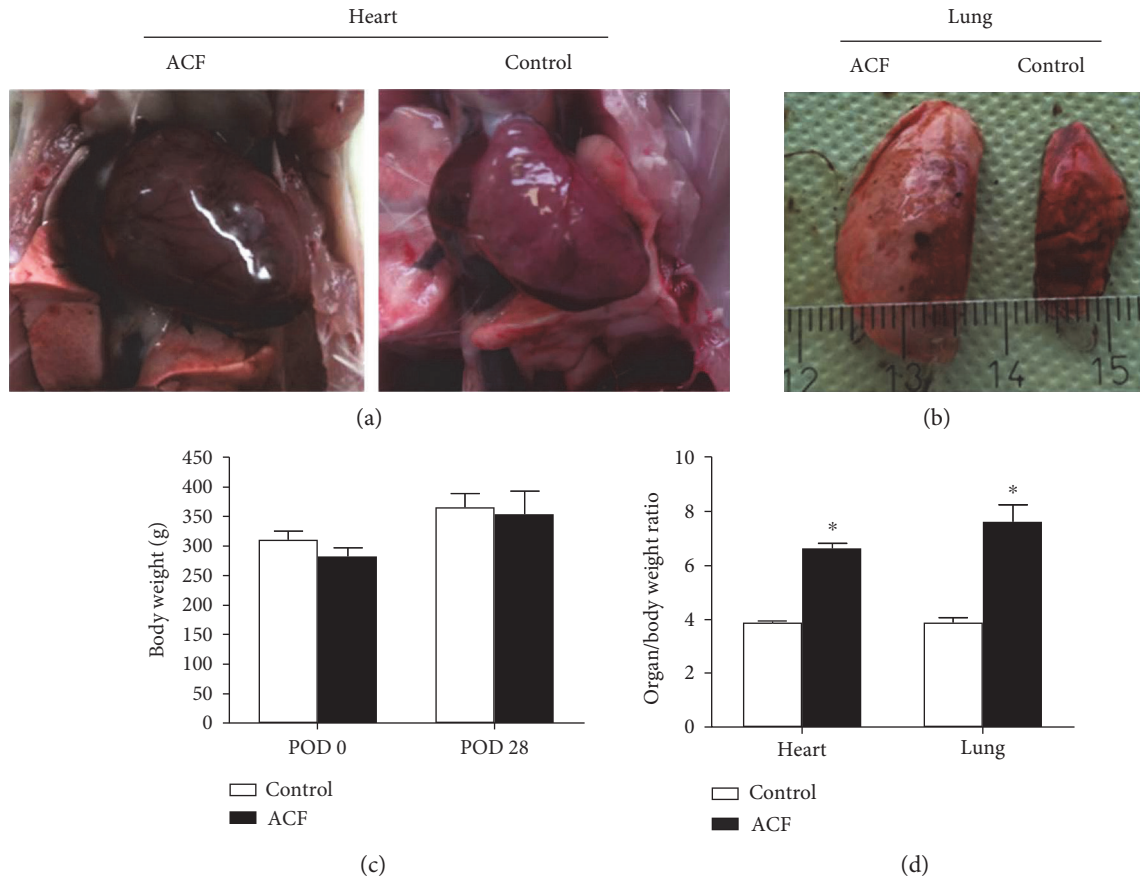 Heart
ACF Control
Lung
ACF Control
12 13 14 15
(a)
(b)
Body weight (g)
450
400
350
300
250
200
150
100
50
0
POD 0 POD 28
Control
ACF
(c)
Organ/body weight ratio
10
8
6
4
2
0
*
*
Heart Lung
Control
ACF
(d)